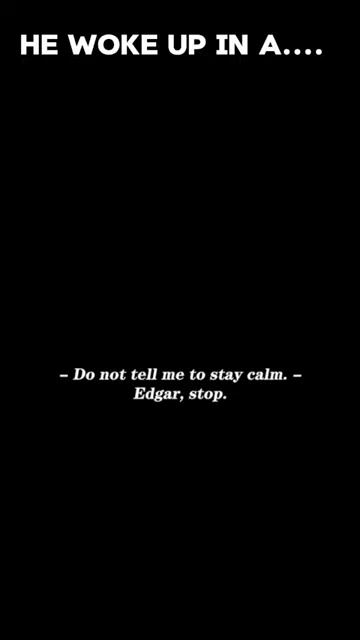 HE WOKE UP IN A....
– Do not tell me to stay calm. –
Edgar, stop.